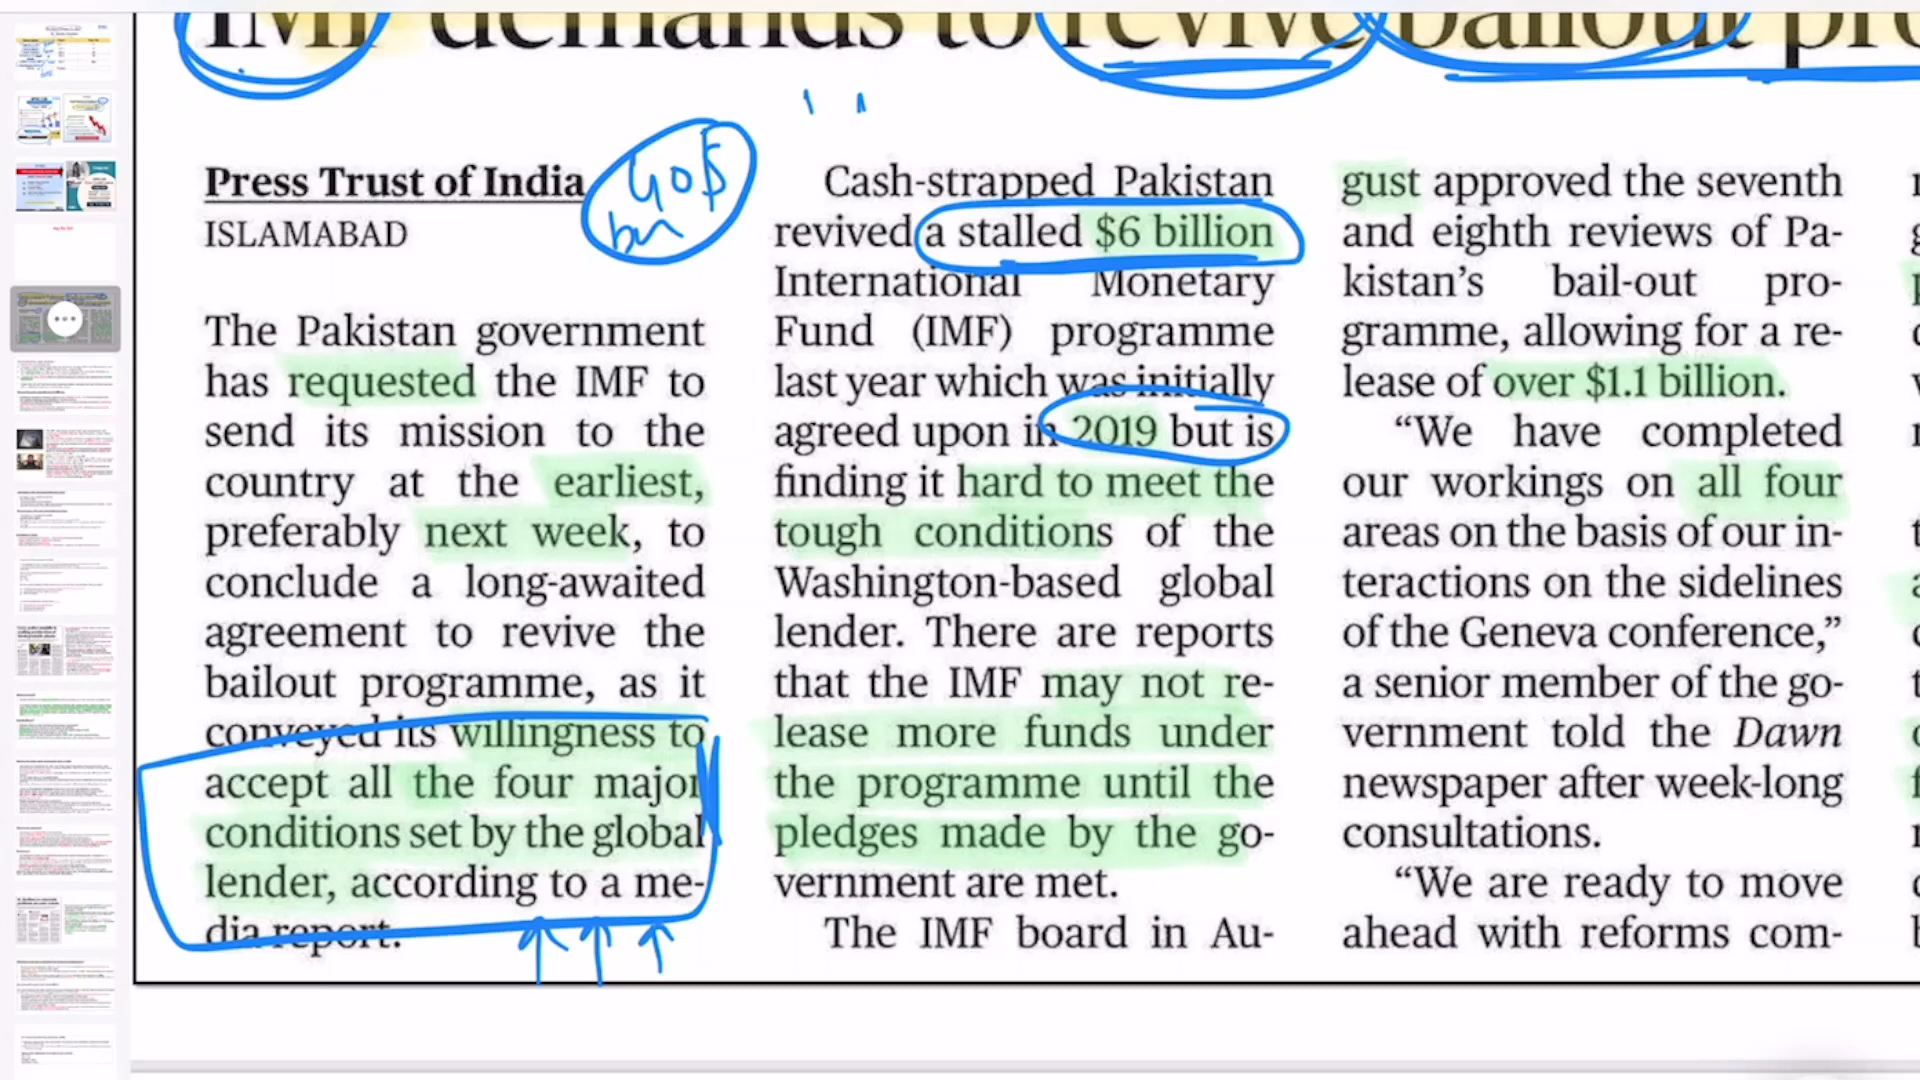 IMF demands to revive bailout pro
Press Trust of India
ISLAMABAD
40$
bn
The Pakistan government
has requested the IMF to
send its mission to the
country at the earliest,
preferably next week, to
conclude a long-awaited
agreement to revive the
bailout programme, as it
conveyed its willingness to
accept all the four major
conditions set by the global
lender, according to a me-
dia report.
Cash-strapped Pakistan
revived a stalled $6 billion
International Monetary
Fund (IMF) programme
last year which was initially
agreed upon in 2019 but is
finding it hard to meet the
tough conditions of the
Washington-based global
lender. There are reports
that the IMF may not re-
lease more funds under
the programme until the
pledges made by the go-
vernment are met.
The IMF board in Au-
gust approved the seventh
and eighth reviews of Pa-
kistan's bail-out pro-
gramme, allowing for a re-
lease of over $1.1 billion.
“We have completed
our workings on all four
areas on the basis of our in-
teractions on the sidelines
of the Geneva conference,”
a senior member of the go-
vernment told the Dawn
newspaper after week-long
consultations.
“We are ready to move
ahead with reforms com-